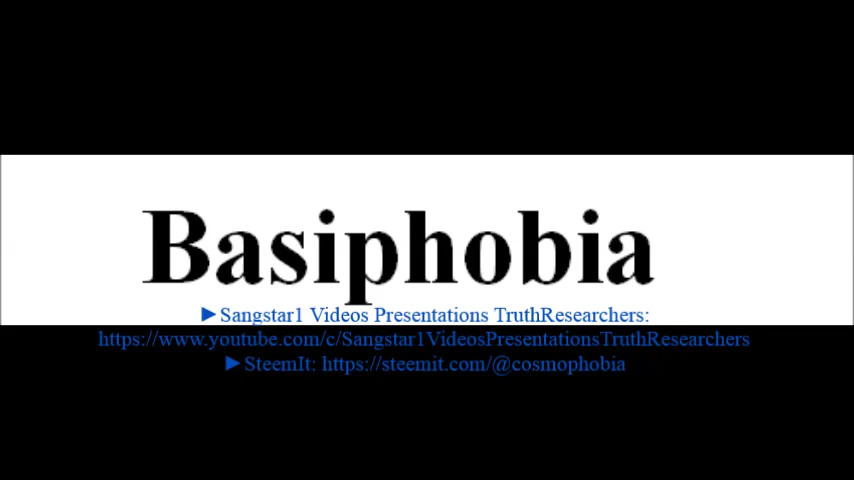 Basiphobia
►Sangstar1 Videos Presentations TruthResearchers:
https://www.youtube.com/c/Sangstar1VideosPresentationsTruthResearchers
►SteemIt: https://steemit.com/@cosmophobia